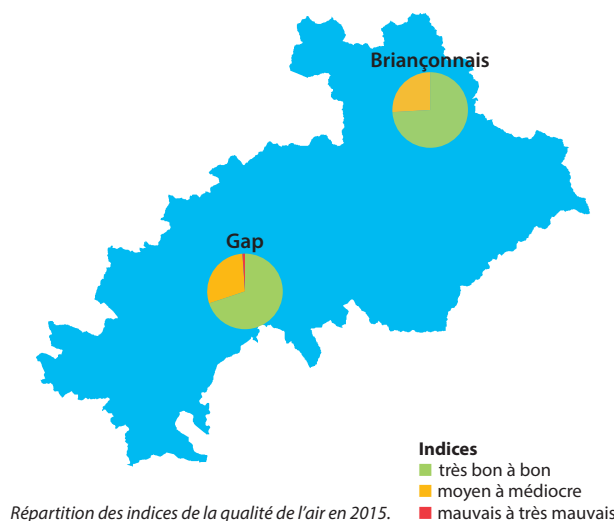 Briançonnais
Gap
Indices
très bon à bon
moyen à médiocre
mauvais à très mauvais
Répartition des indices de la qualité de l'air en 2015.